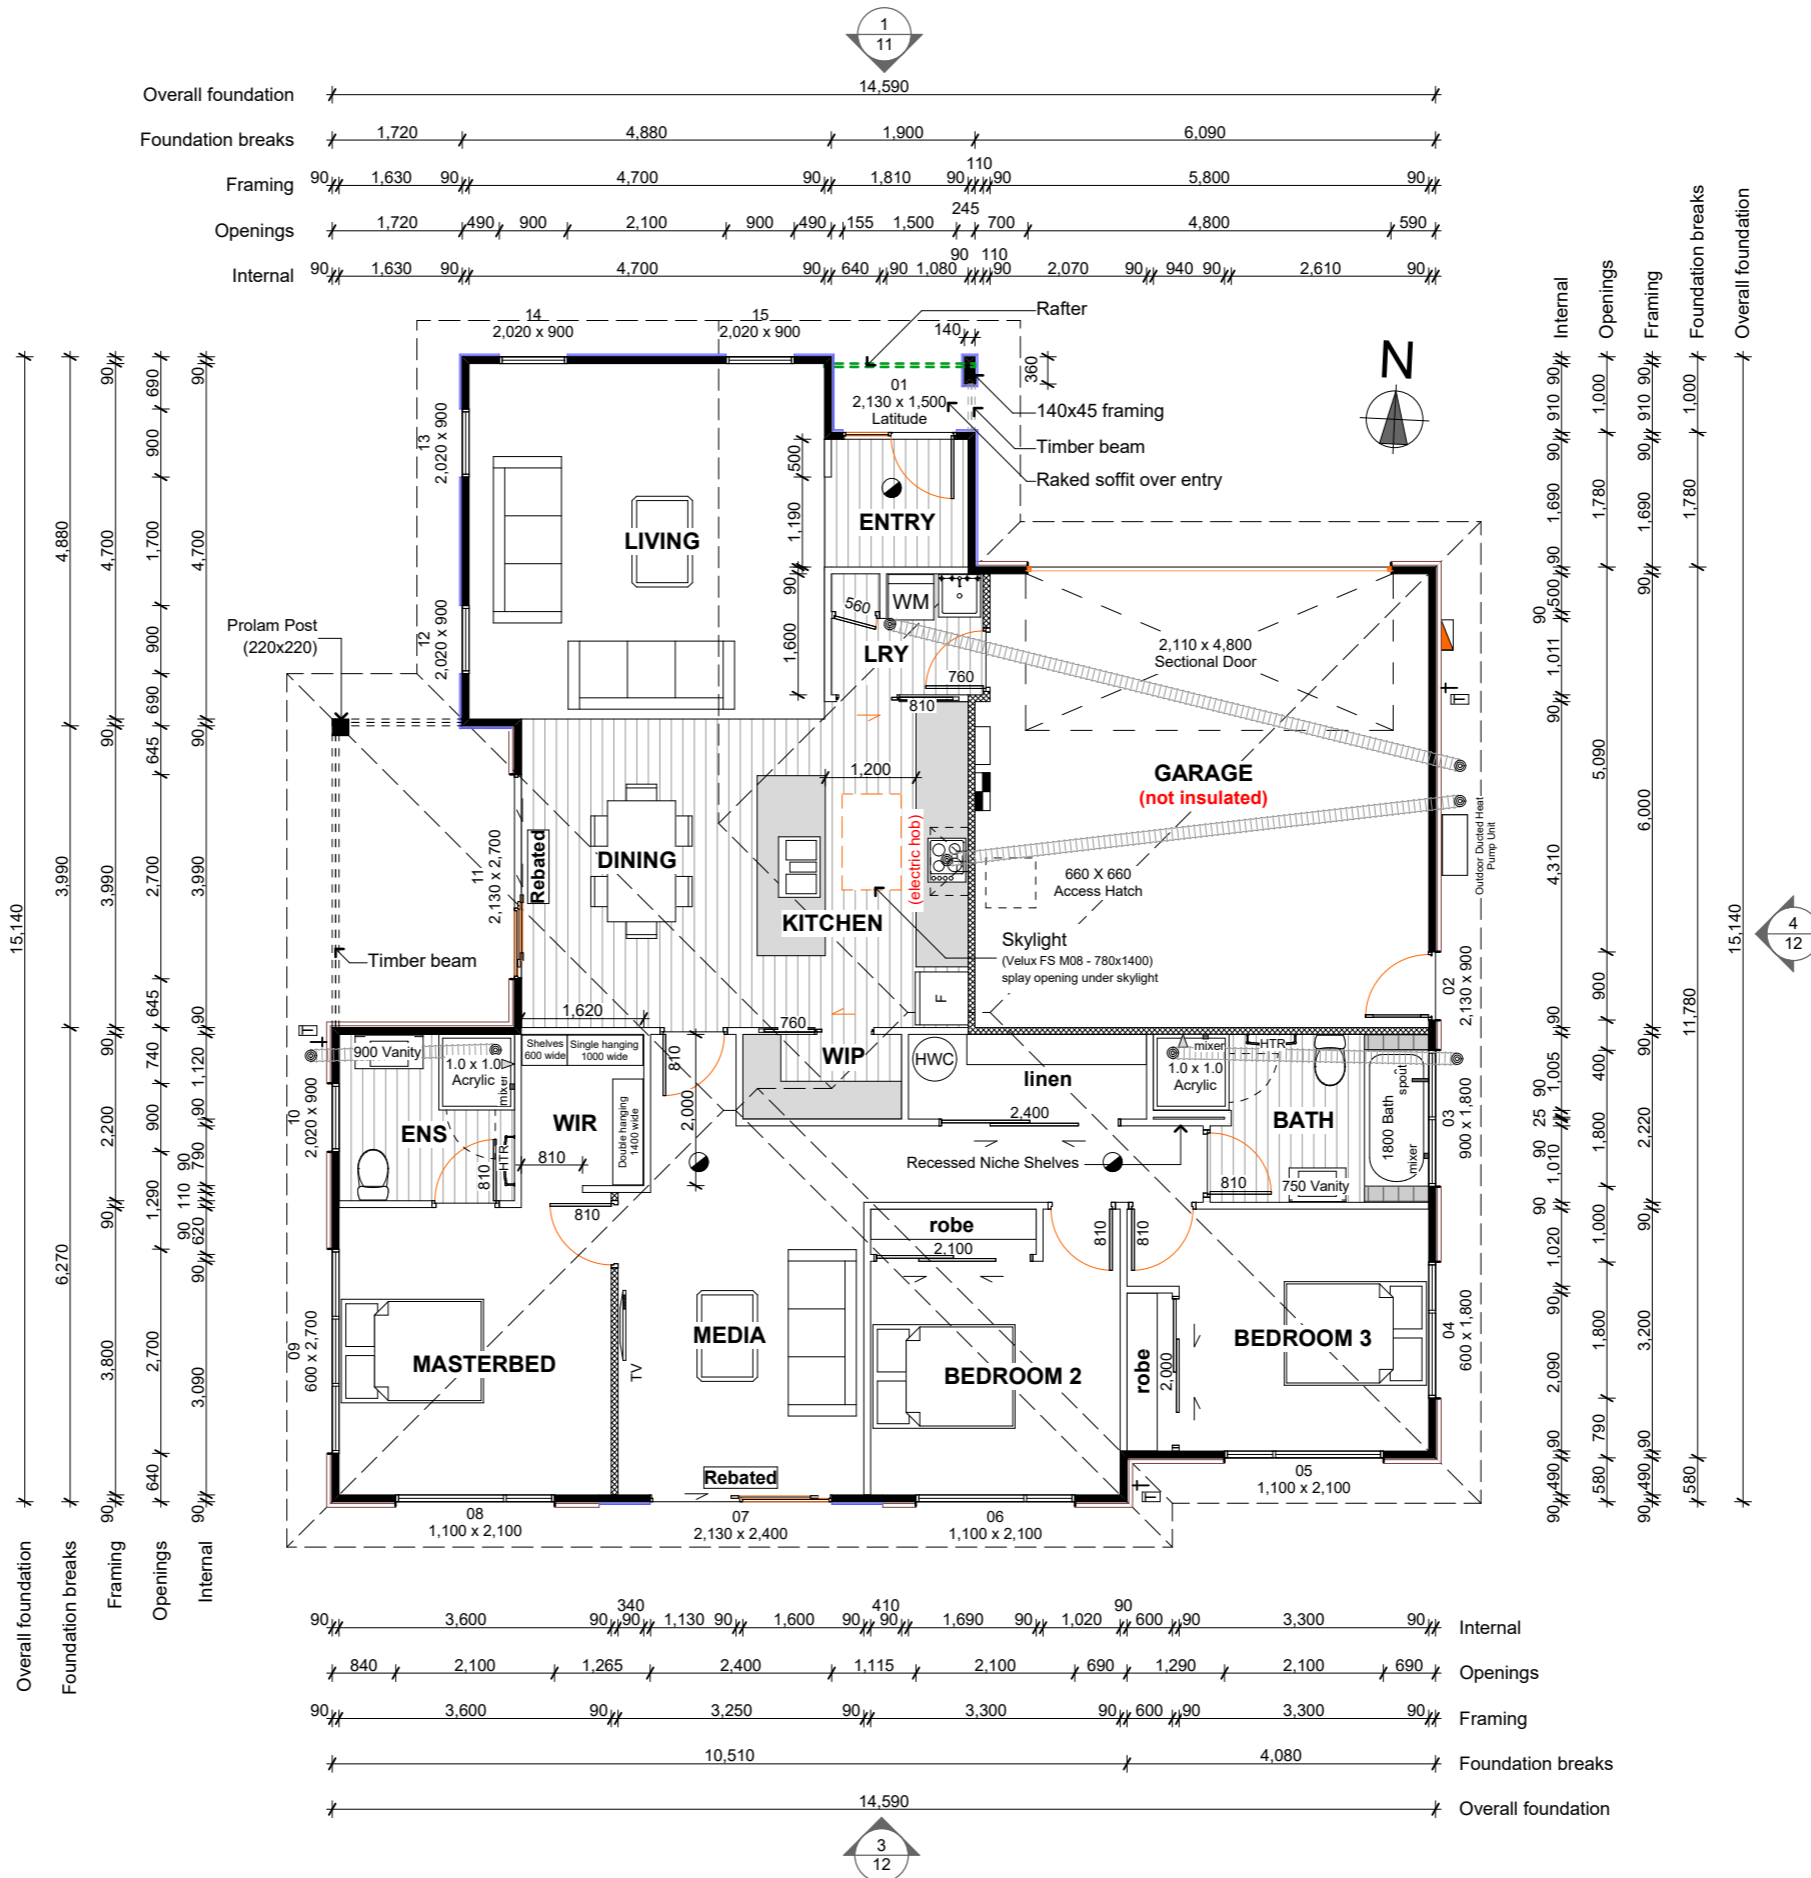 1
11
Overall foundation
14,590
Foundation breaks
1,720 4,880 1,900 6,090
110
Framing 90 1,630 90 4,700 90 1,810 90 90 5,800 90
245
Openings 1,720 490 900 2,100 900 490 155 1,500 700 4,800 590
90 110
Internal 90 1,630 90 4,700 90 640 90 1,080 90 2,070 90 940 90 2,610 90
14
2,020 x 900
15
2,020 x 900
140
Rafter
360
N
01
2,130 x 1,500
Latitude
140x45 framing
Timber beam
Raked soffit over entry
13
2,020 x 900
12
2,020 x 900
500
1,190
90
1,600
LIVING
ENTRY
560
WM
LRY
760
810
2,110 x 4,800
Sectional Door
Prolam Post
(220x220)
GARAGE
(not insulated)
Outdoor Ducted Heat
Pump Unit
1,200
11
2,130 x 2,700
Rebated
DINING
KITCHEN
(electric hob)
660 X 660
Access Hatch
Skylight
(Velux FS M08 - 780x1400)
splay opening under skylight
F
Timber beam
02
2,130 x 900
1,620
760
T
900 Vanity
1.0 x 1.0
Acrylic
mixer
Shelves
600 wide
Single hanging
1000 wide
810
WIP
HWC
linen
2,400
mixer
1.0 x 1.0
Acrylic
HTR
BATH
1800 Bath
spout
mixer
03
900 x 1,800
10
2,020 x 900
ENS
WIR
Double hanging
1400 wide
2,000
810
HTR
810
810
Recessed Niche Shelves
810
750 Vanity
robe
2,100
810
810
09
600 x 2,700
MASTERBED
TV
MEDIA
BEDROOM 2
robe
2,000
BEDROOM 3
04
600 x 1,800
Rebated
08
1,100 x 2,100
07
2,130 x 2,400
06
1,100 x 2,100
05
1,100 x 2,100
T
T
Overall foundation
15,140
Foundation breaks
4,880 3,990 6,270
Framing
90 4,700 90 3,990 90 2,200 90 3,800 90
Openings
690 900 1,700 900 690 645 2,700 645 740 900 1,290 2,700 640
Internal
90 4,700 90 3,990 90 1,120 90 790 90 110 90 620 90 3,090 90
Internal
90 910 90 1,690 90 500 90 1,011 90 4,310 90 1,005 90 25 90 1,010 90 1,020 90 2,090 90 490 90
Openings
1,000 1,780 5,090 900 400 1,800 1,000 1,800 790 580
Framing
90 910 90 1,690 90 6,000 90 2,220 90 3,200 90 490 90
Foundation breaks
1,000 1,780 11,780 580
Overall foundation
15,140
4
12
340 410 90
90 3,600 90 90 1,130 90 1,600 90 90 1,690 90 1,020 600 90 3,300 90 Internal
840 2,100 1,265 2,400 1,115 2,100 690 1,290 2,100 690 Openings
90 3,600 90 3,250 90 3,300 90 600 90 3,300 90 Framing
10,510 4,080 Foundation breaks
14,590 Overall foundation
3
12